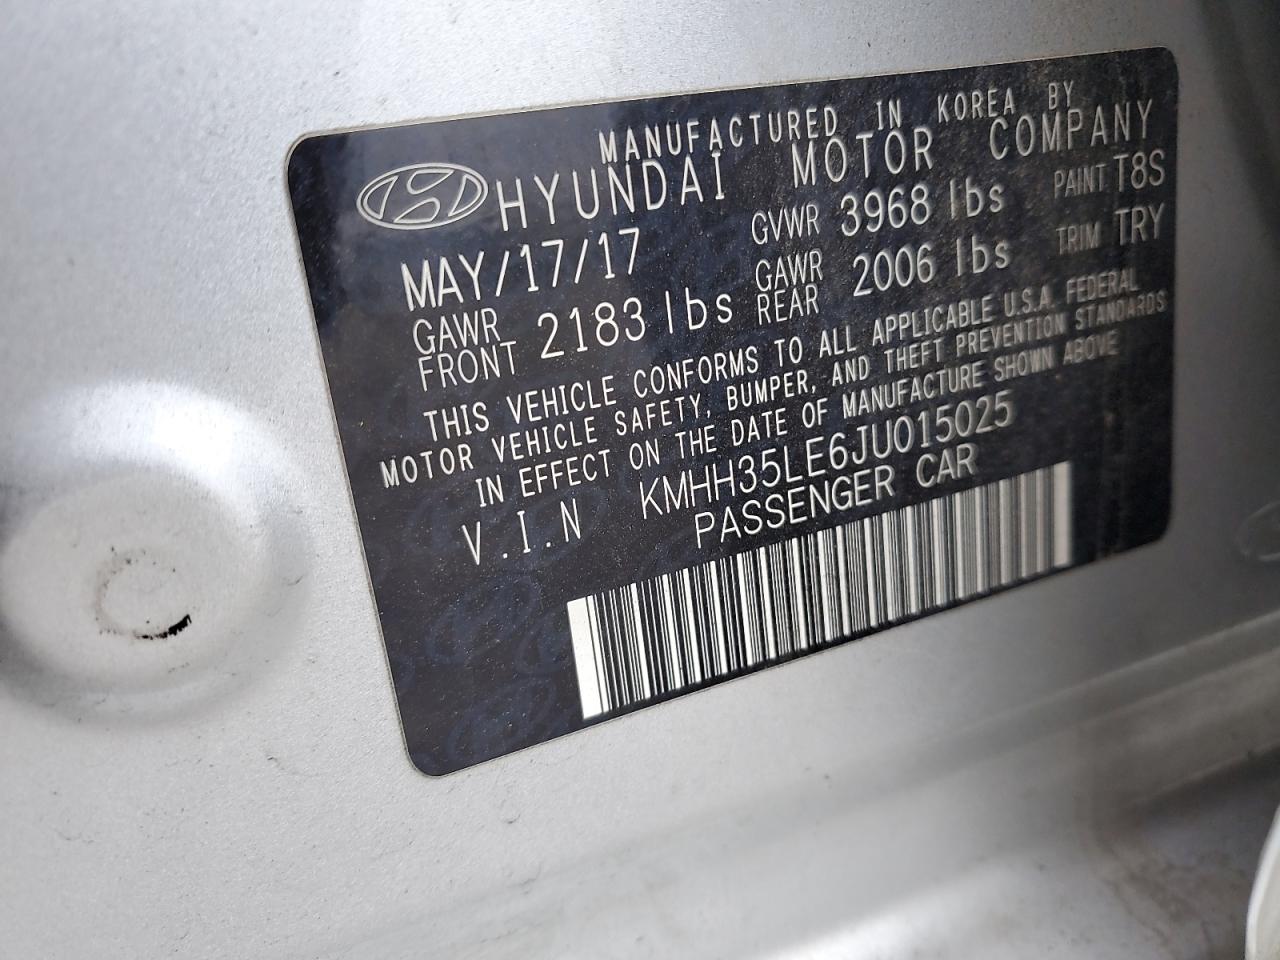 MANUFACTURED IN KOREA BY
HYUNDAI MOTOR COMPANY
MAY/17/17 GVWR 3968 lbs PAINT T8S
GAWR FRONT 2183 lbs GAWR REAR 2006 lbs TRIM TRY
THIS VEHICLE CONFORMS TO ALL APPLICABLE U.S.A. FEDERAL
MOTOR VEHICLE SAFETY, BUMPER, AND THEFT PREVENTION STANDARDS
IN EFFECT ON THE DATE OF MANUFACTURE SHOWN ABOVE
V.I.N KMHH35LE6JU015025
PASSENGER CAR